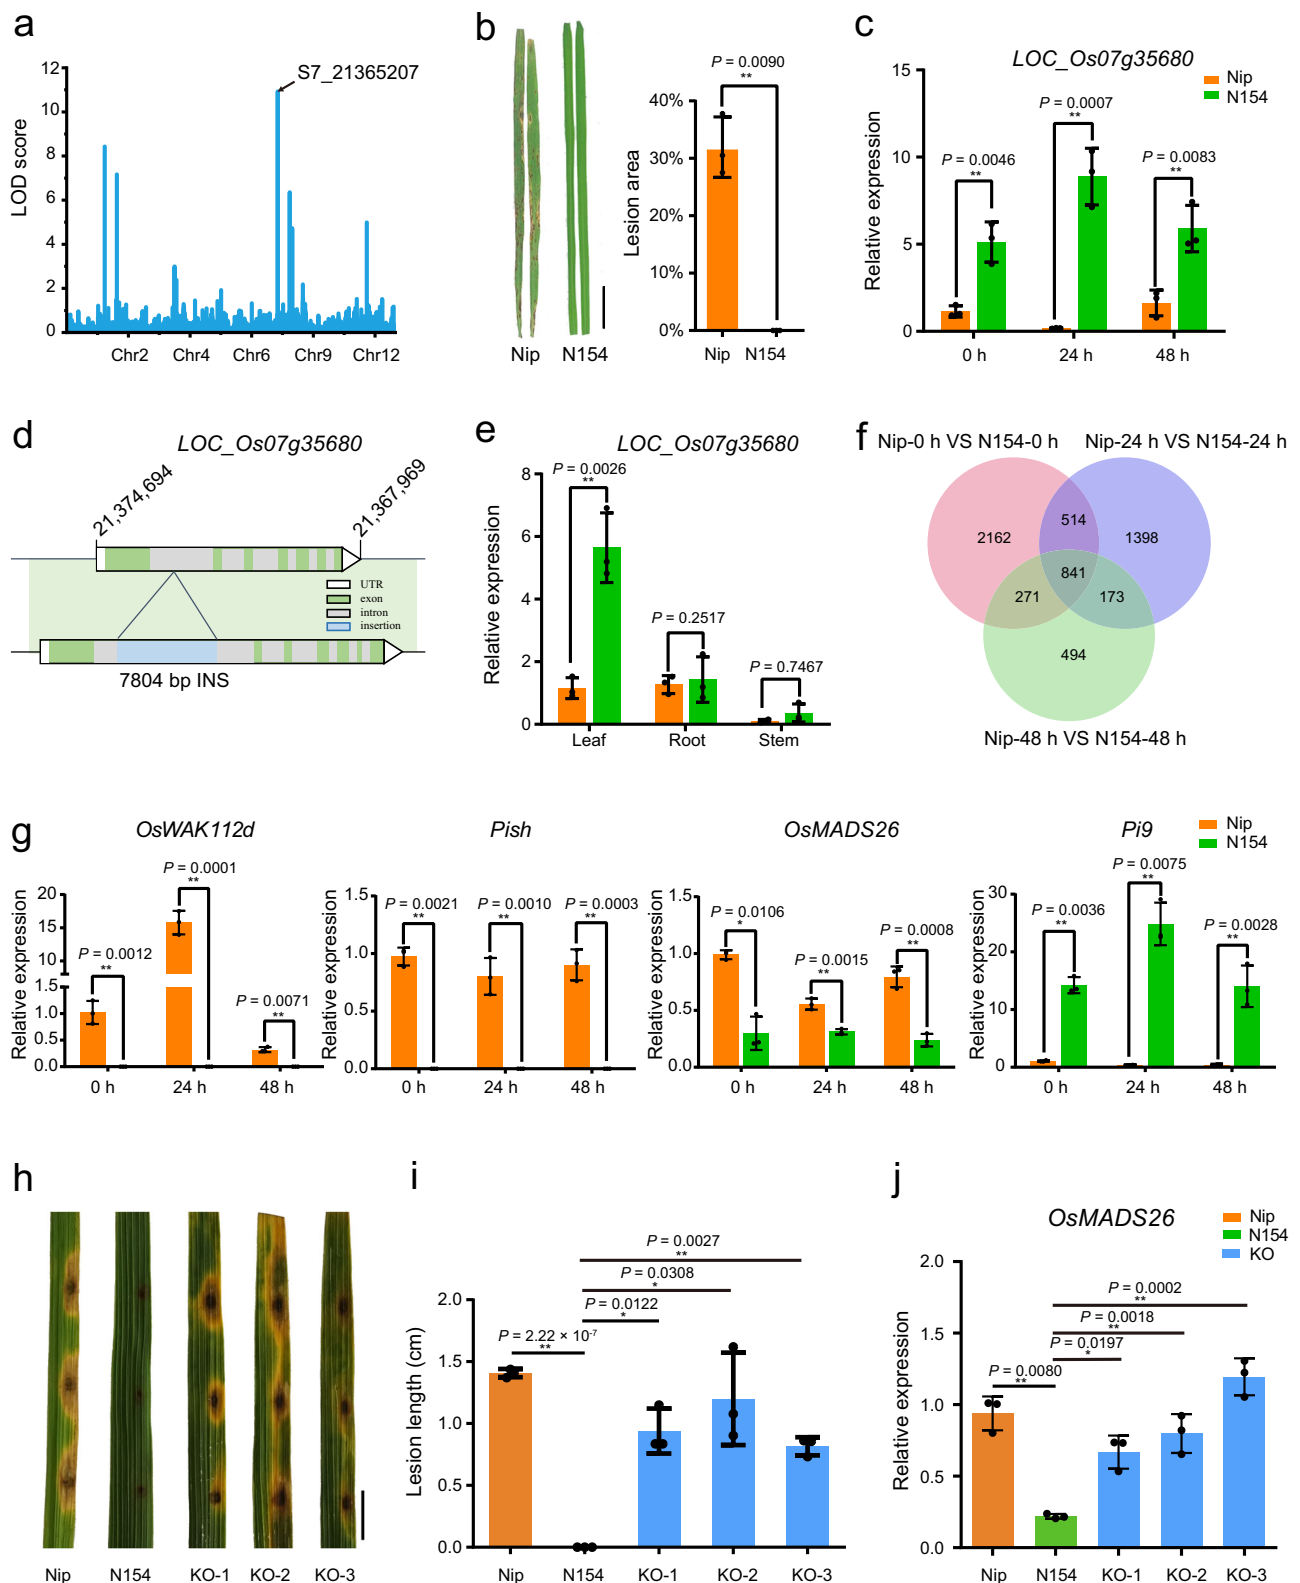 a
S7_21365207
LOD score
12
10
8
6
4
2
0
Chr2 Chr4 Chr6 Chr9 Chr12
b
Nip N154
P = 0.0090
**
Lesion area
40%
30%
20%
10%
0%
Nip N154
c
LOC_Os07g35680
Nip
N154
Relative expression
15
10
5
0
P = 0.0046
**
P = 0.0007
**
P = 0.0083
**
0 h 24 h 48 h
d
LOC_Os07g35680
21,374,694
21,367,969
UTR
exon
intron
insertion
7804 bp INS
e
LOC_Os07g35680
Relative expression
8
6
4
2
0
P = 0.0026
**
P = 0.2517
P = 0.7467
Leaf Root Stem
f
Nip-0 h VS N154-0 h Nip-24 h VS N154-24 h
514
2162 1398
841
271 173
494
Nip-48 h VS N154-48 h
g
OsWAK112d
Relative expression
20
15
10
1.5
1.0
0.5
0.0
P = 0.0012
**
P = 0.0001
**
P = 0.0071
**
0 h 24 h 48 h
Pish
Relative expression
1.5
1.0
0.5
0.0
P = 0.0021
**
P = 0.0010
**
P = 0.0003
**
0 h 24 h 48 h
OsMADS26
Relative expression
1.5
1.0
0.5
0.0
P = 0.0106
*
P = 0.0015
**
P = 0.0008
**
0 h 24 h 48 h
Pi9
Nip
N154
Relative expression
30
20
10
0
P = 0.0036
**
P = 0.0075
**
P = 0.0028
**
0 h 24 h 48 h
h
Nip N154 KO-1 KO-2 KO-3
i
Lesion length (cm)
2.0
1.5
1.0
0.5
0.0
P = 0.0027
**
P = 0.0308
*
P = 0.0122
*
P = 2.22 × 10-7
**
Nip N154 KO-1 KO-2 KO-3
j
OsMADS26
Nip
N154
KO
Relative expression
2.0
1.5
1.0
0.5
0.0
P = 0.0002
**
P = 0.0018
**
P = 0.0197
*
P = 0.0080
**
Nip N154 KO-1 KO-2 KO-3